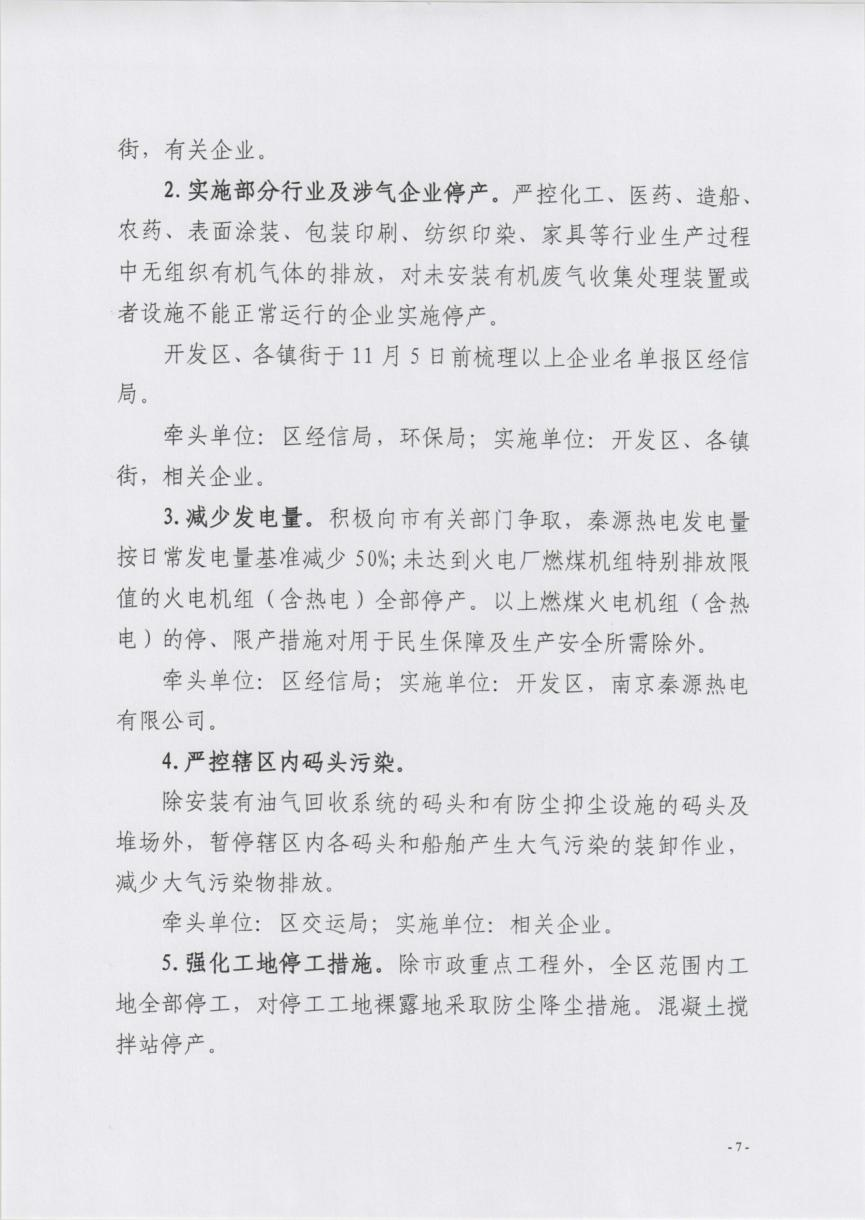 街，有关企业。
2.实施部分行业及涉气企业停产。严控化工、医药、造船、
农药、表面涂装、包装印刷、纺织印染、家具等行业生产过程
中无组织有机气体的排放，对未安装有机废气收集处理装置或
者设施不能正常运行的企业实施停产。
开发区、各镇街于 11 月 5 日前梳理以上企业名单报区经信
局。
牵头单位：区经信局，环保局；实施单位：开发区、各镇
街，相关企业。
3.减少发电量。积极向市有关部门争取，秦源热电发电量
按日常发电量基准减少 50%;未达到火电厂燃煤机组特别排放限
值的火电机组（含热电）全部停产。以上燃煤火电机组（含热
电）的停、限产措施对用于民生保障及生产安全所需除外。
牵头单位：区经信局；实施单位：开发区，南京秦源热电
有限公司。
4.严控辖区内码头污染。
除安装有油气回收系统的码头和有防尘抑尘设施的码头及
堆场外，暂停辖区内各码头和船舶产生大气污染的装卸作业，
减少大气污染物排放。
牵头单位：区交运局；实施单位：相关企业。
5.强化工地停工措施。除市政重点工程外，全区范围内工
地全部停工，对停工工地裸露地采取防尘降尘措施。混凝土搅
拌站停产。
- 7 -